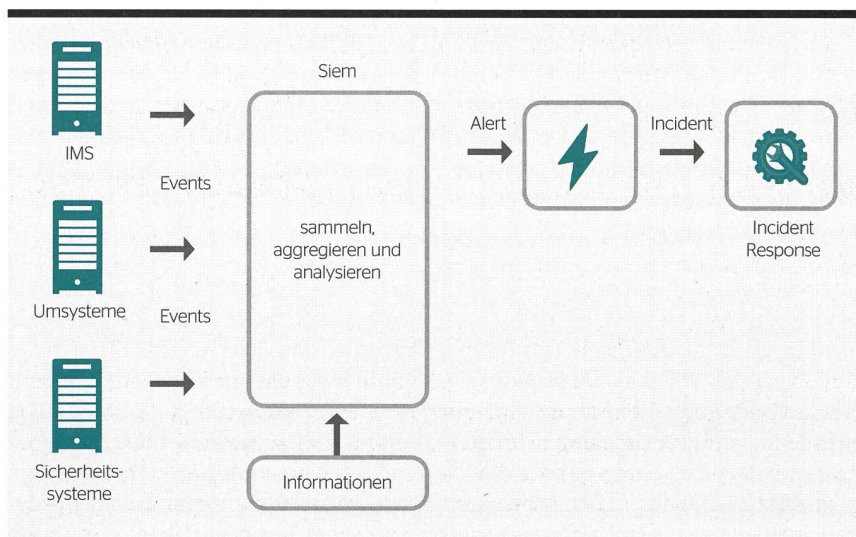 Siem
IMS
Events
Umsysteme
Events
Sicherheits-
systeme
sammeln,
aggregieren und
analysieren
Informationen
Alert
Incident
Incident
Response